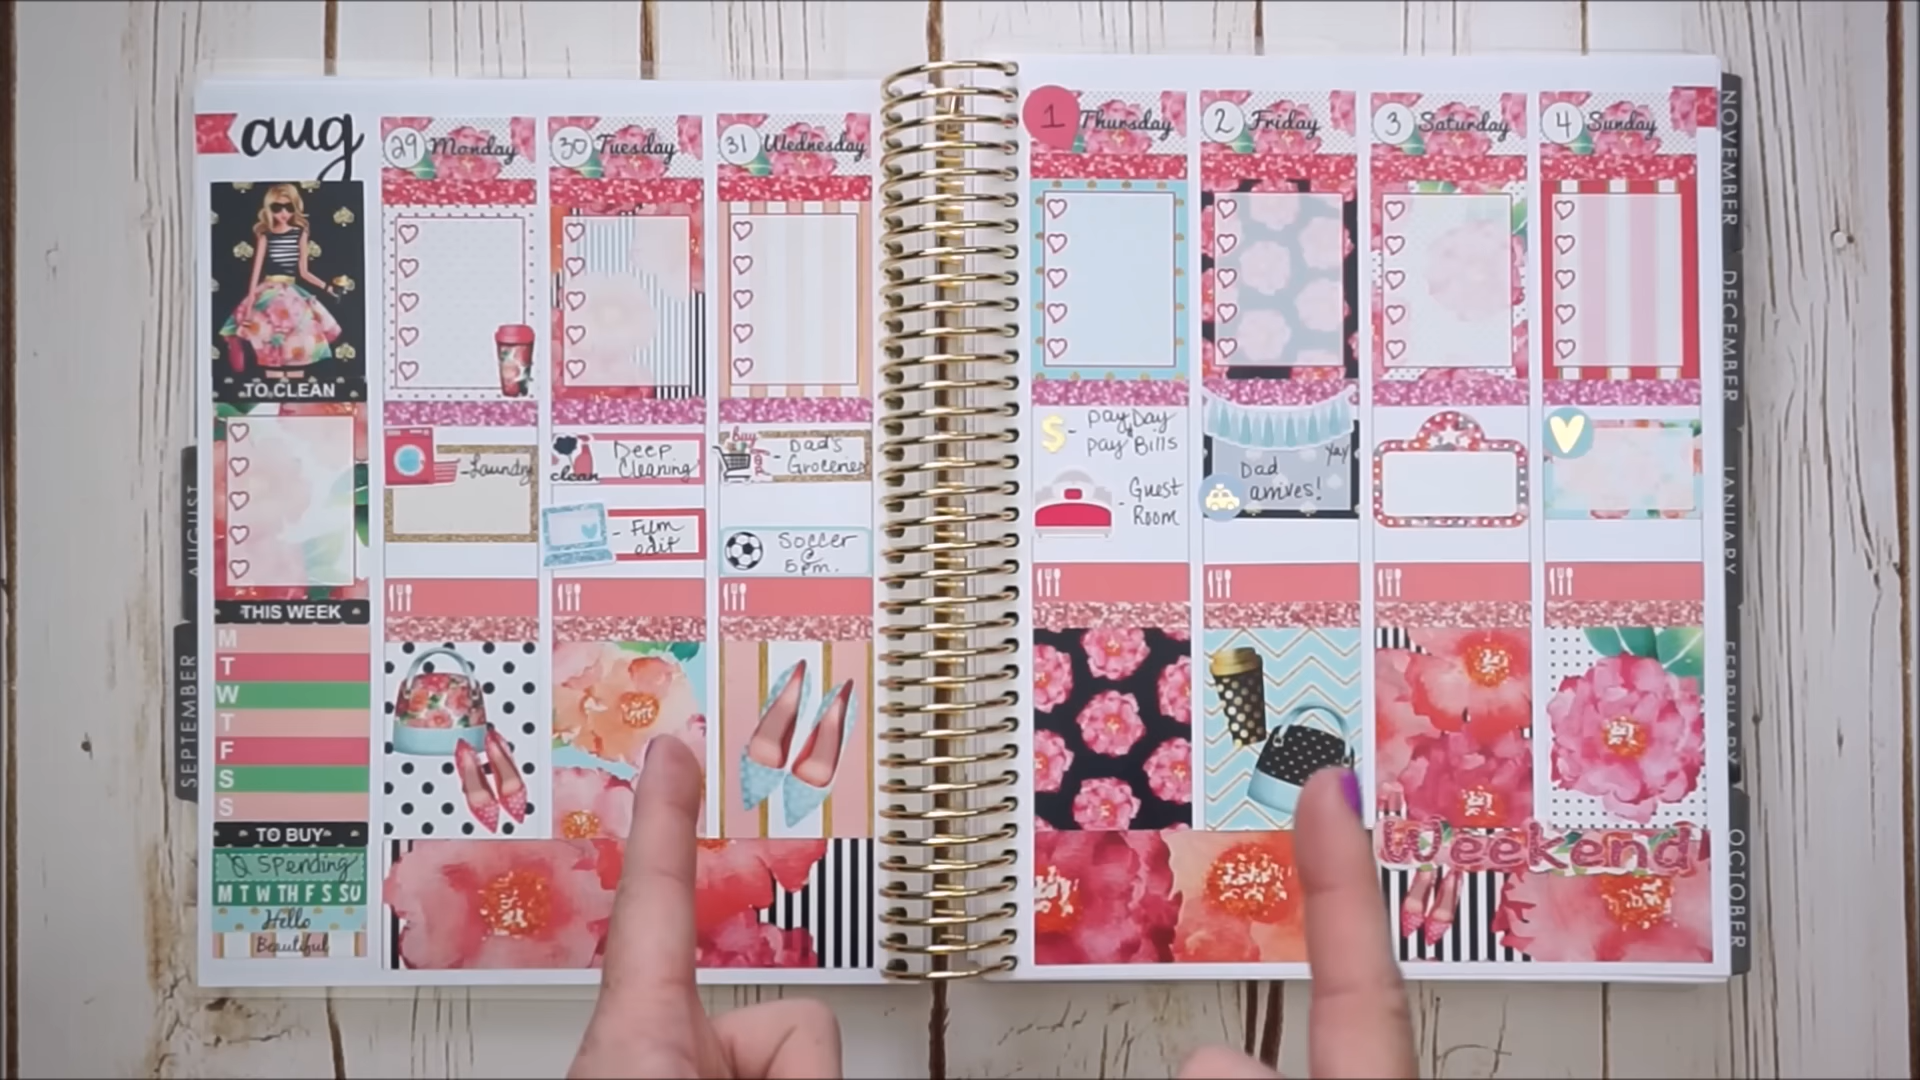 aug
29 Monday
30 Tuesday
31 Wednesday
1 Thursday
2 Friday
3 Saturday
4 Sunday
TO CLEAN
THIS WEEK
M
T
W
T
F
S
S
TO BUY
Spending
M T W TH F S SU
Hello
Beautiful
- Laundry
clean
Deep
Cleaning
- Film
edit
buy
- Dad's
Groceries
Soccer
@
5pm.
$ - Pay Day
Pay Bills
- Guest
Room
Yay
Dad
arrives!
Weekend
AUGUST
SEPTEMBER
NOVEMBER
DECEMBER
JANUARY
FEBRUARY
OCTOBER